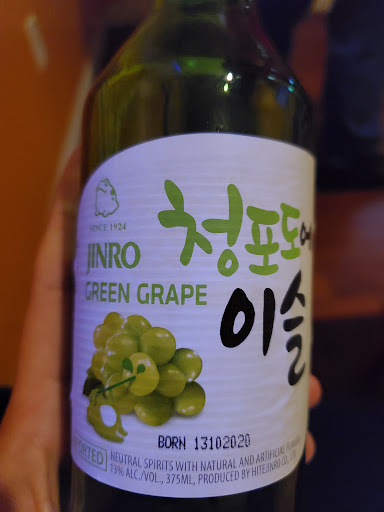 SINCE 1924
JINRO
GREEN GRAPE
청포도에
이슬
BORN 13102020
NEUTRAL SPIRITS WITH NATURAL AND ARTIFICIAL
13% ALC./VOL., 375ML, PRODUCED BY HITEJINRO CO.,